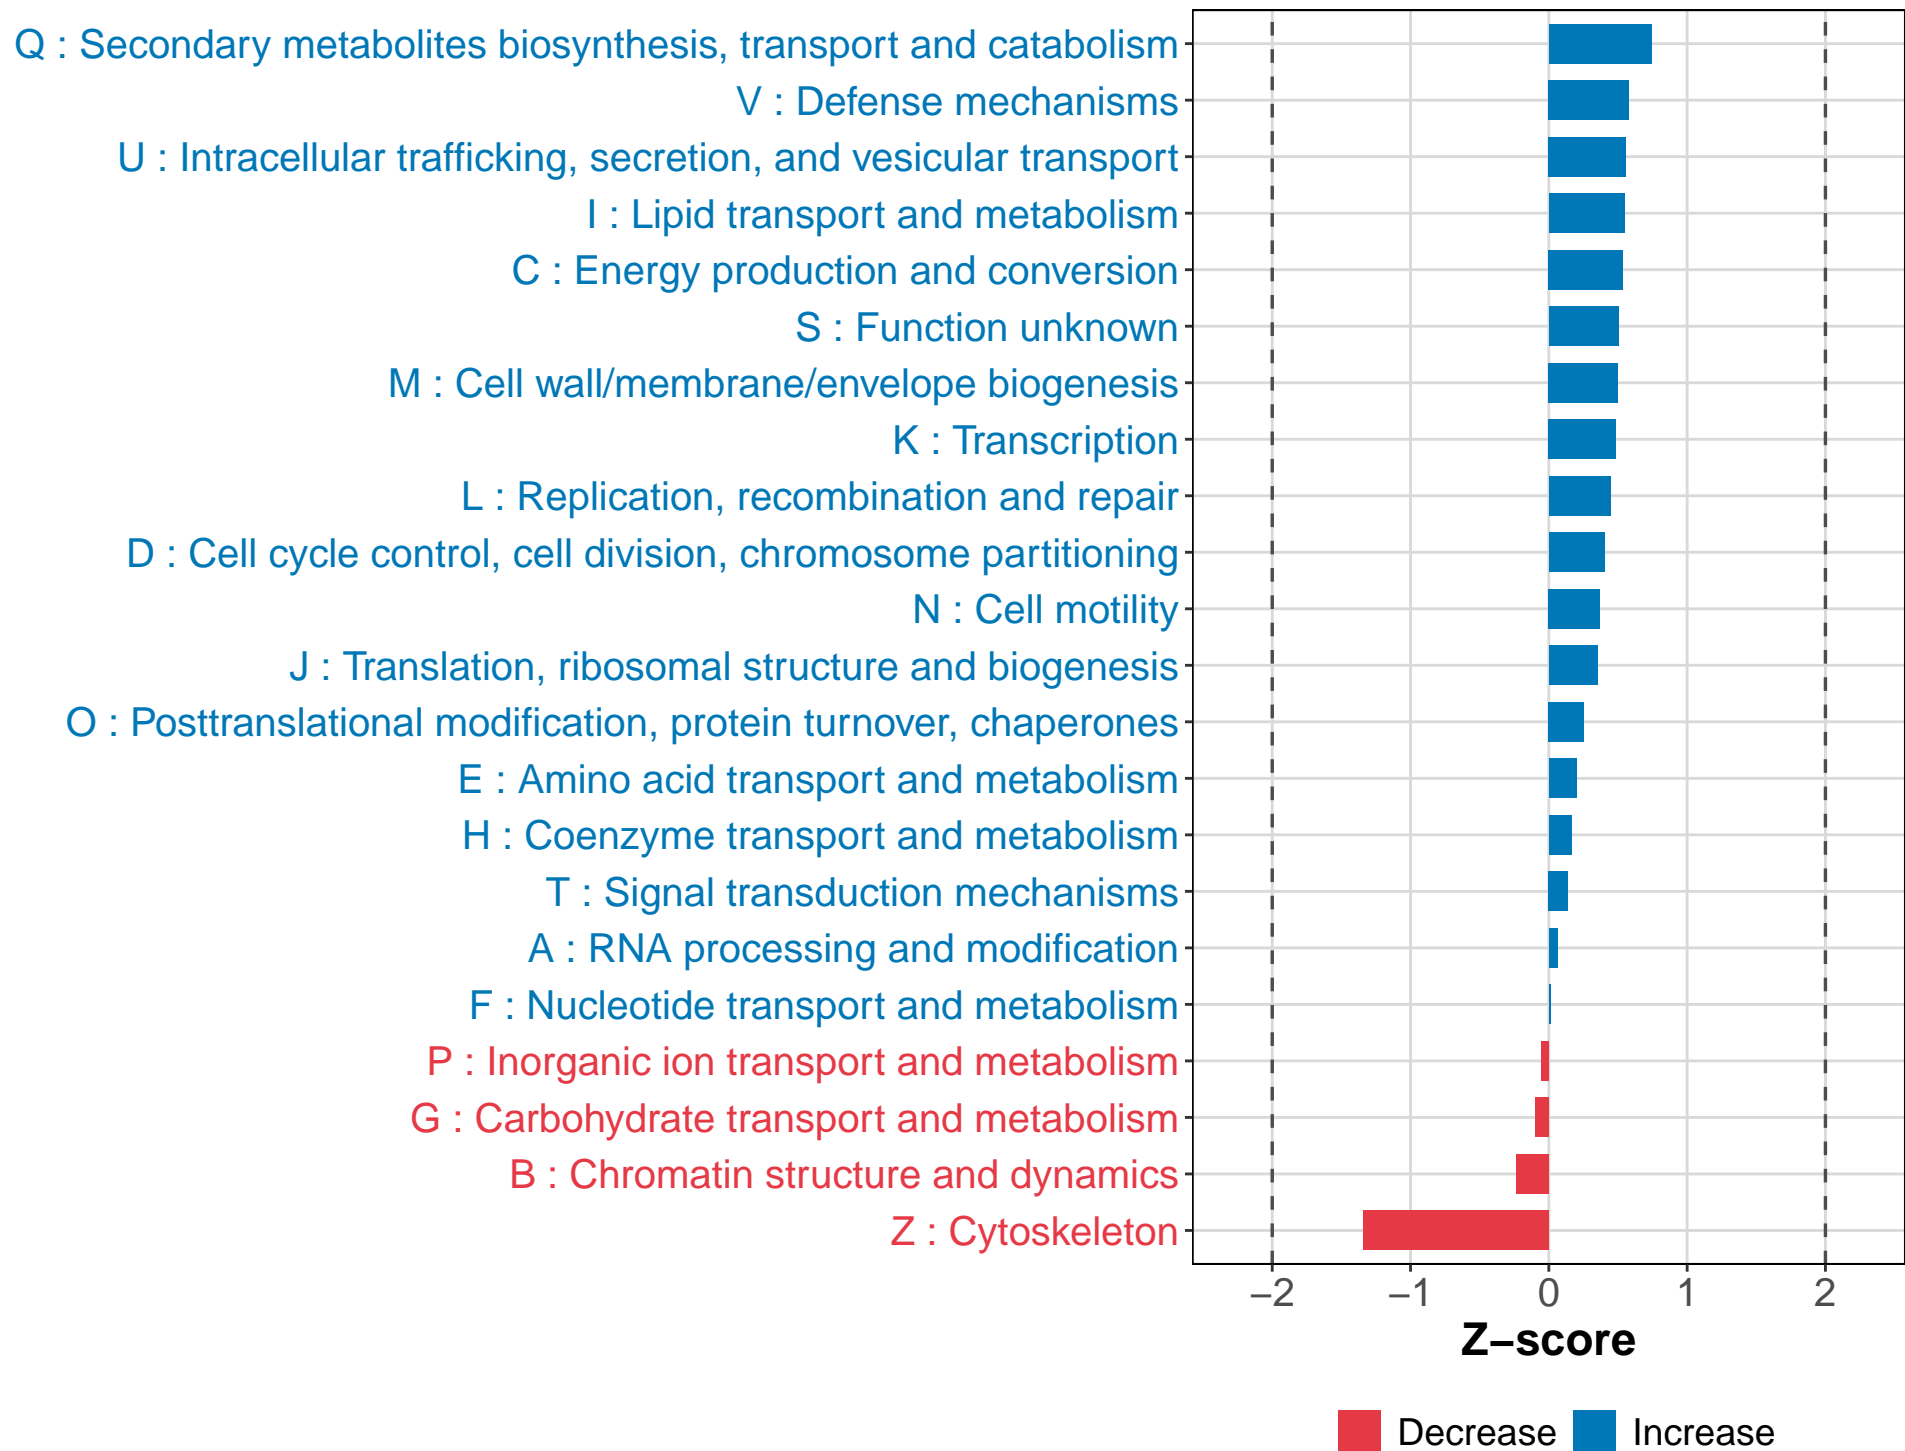 Q : Secondary metabolites biosynthesis, transport and catabolism
V : Defense mechanisms
U : Intracellular trafficking, secretion, and vesicular transport
I : Lipid transport and metabolism
C : Energy production and conversion
S : Function unknown
M : Cell wall/membrane/envelope biogenesis
K : Transcription
L : Replication, recombination and repair
D : Cell cycle control, cell division, chromosome partitioning
N : Cell motility
J : Translation, ribosomal structure and biogenesis
O : Posttranslational modification, protein turnover, chaperones
E : Amino acid transport and metabolism
H : Coenzyme transport and metabolism
T : Signal transduction mechanisms
A : RNA processing and modification
F : Nucleotide transport and metabolism
P : Inorganic ion transport and metabolism
G : Carbohydrate transport and metabolism
B : Chromatin structure and dynamics
Z : Cytoskeleton
−2 −1 0 1 2
Z−score
Decrease Increase